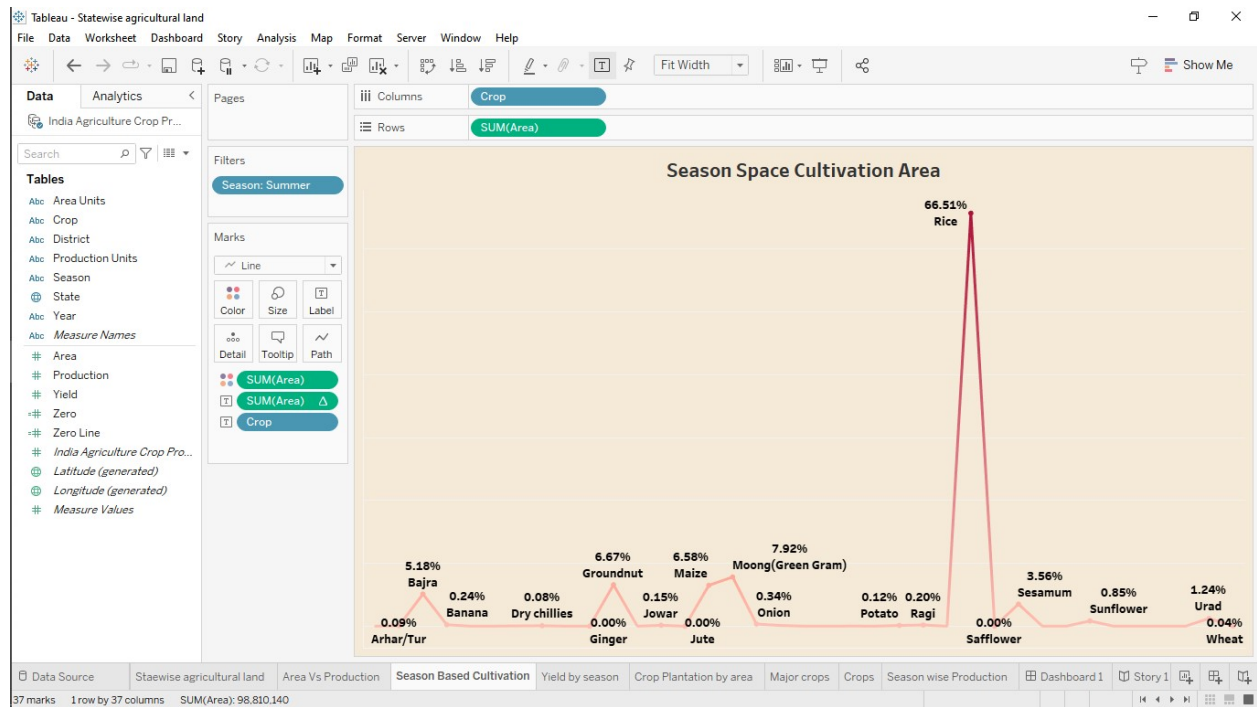 Tableau - Statewise agricultural land
File Data Worksheet Dashboard Story Analysis Map Format Server Window Help
Fit Width
Show Me
Data Analytics
India Agriculture Crop Pr...
Search
Tables
Abc Area Units
Abc Crop
Abc District
Abc Production Units
Abc Season
State
Abc Year
Abc Measure Names
# Area
# Production
# Yield
=# Zero
=# Zero Line
# India Agriculture Crop Pro...
Latitude (generated)
Longitude (generated)
# Measure Values
Pages
Filters
Season: Summer
Marks
Line
Color Size Label
Detail Tooltip Path
SUM(Area)
T SUM(Area) Δ
T Crop
iii Columns Crop
Rows SUM(Area)
Season Space Cultivation Area
66.51%
Rice
7.92%
Moong(Green Gram)
6.67%
Groundnut
6.58%
Maize
5.18%
Bajra
3.56%
Sesamum
0.85%
Sunflower
1.24%
Urad
0.24%
Banana
0.08%
Dry chillies
0.15%
Jowar
0.34%
Onion
0.12%
Potato
0.20%
Ragi
0.09%
Arhar/Tur
0.00%
Ginger
0.00%
Jute
0.00%
Safflower
0.04%
Wheat
Data Source Staewise agricultural land Area Vs Production Season Based Cultivation Yield by season Crop Plantation by area Major crops Crops Season wise Production Dashboard 1 Story 1
37 marks 1 row by 37 columns SUM(Area): 98,810,140